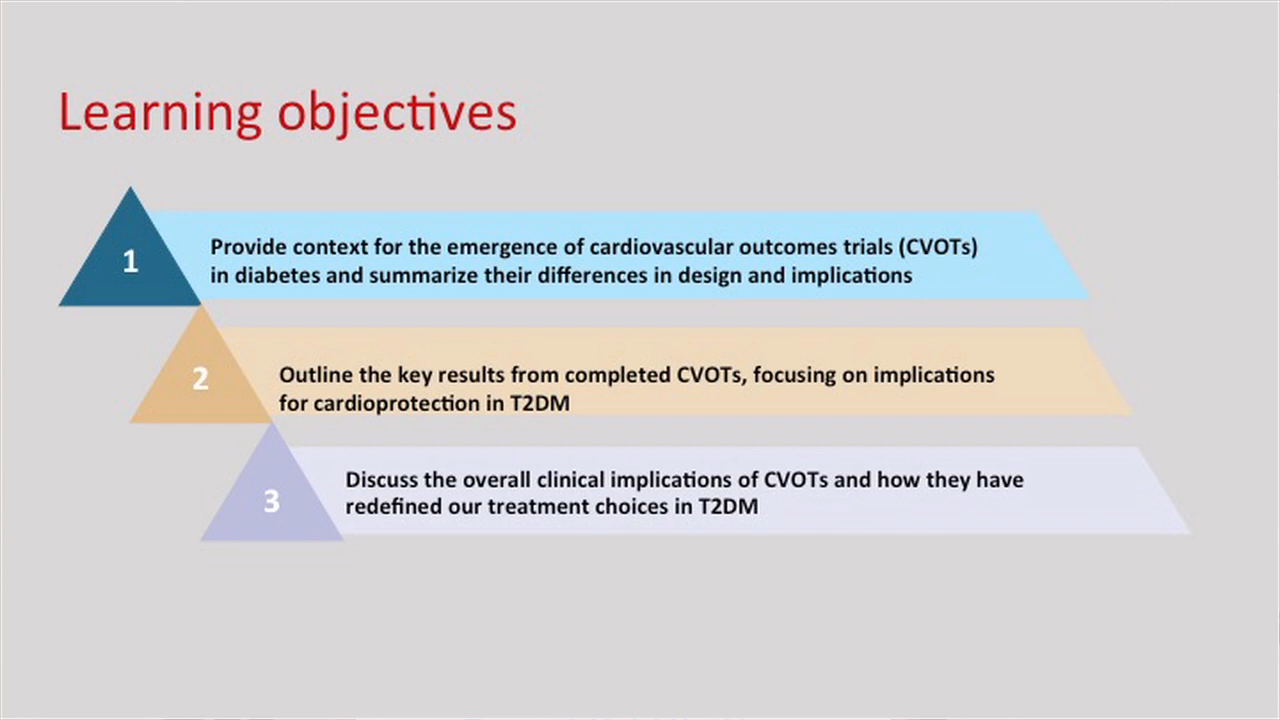 Learning objectives
1
Provide context for the emergence of cardiovascular outcomes trials (CVOTs)
in diabetes and summarize their differences in design and implications
2
Outline the key results from completed CVOTs, focusing on implications
for cardioprotection in T2DM
3
Discuss the overall clinical implications of CVOTs and how they have
redefined our treatment choices in T2DM